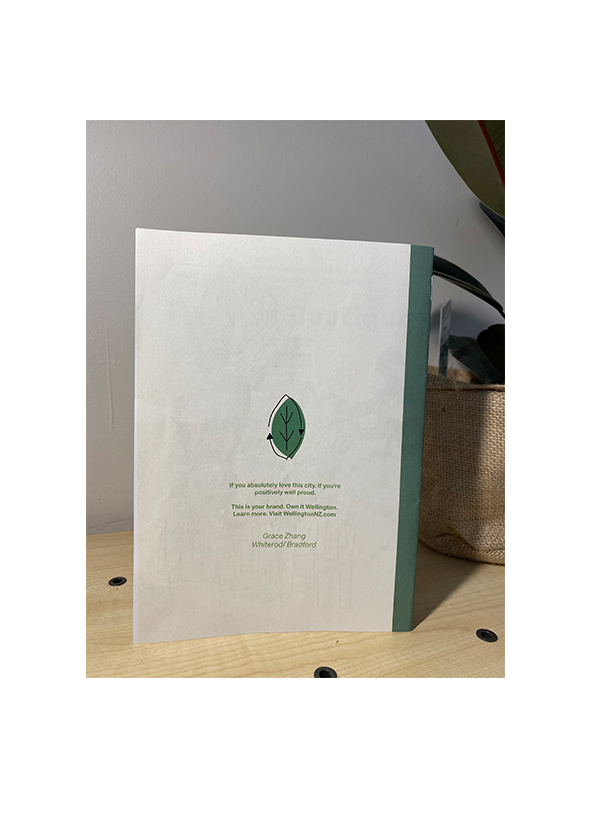 If you absolutely love this city. If you're
positively well proud.
This is your brand. Own it Wellington.
Learn more. Visit WellingtonNZ.com
Grace Zhang
Whiterod/ Bradford